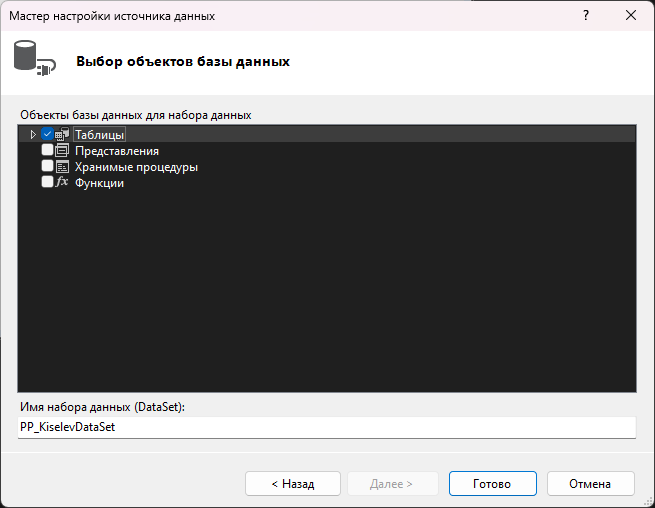 Мастер настройки источника данных
?
Выбор объектов базы данных
Объекты базы данных для набора данных
Таблицы
Представления
Хранимые процедуры
fx Функции
Имя набора данных (DataSet):
PP_KiselevDataSet
< Назад
Далее >
Готово
Отмена